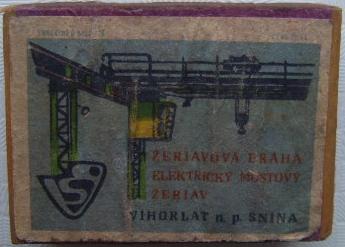 ŽERIAVOVÁ DRÁHA
ELEKTRICKÝ MOSTOVÝ
ŽERIAV
VIHORLAT n. p. SNINA